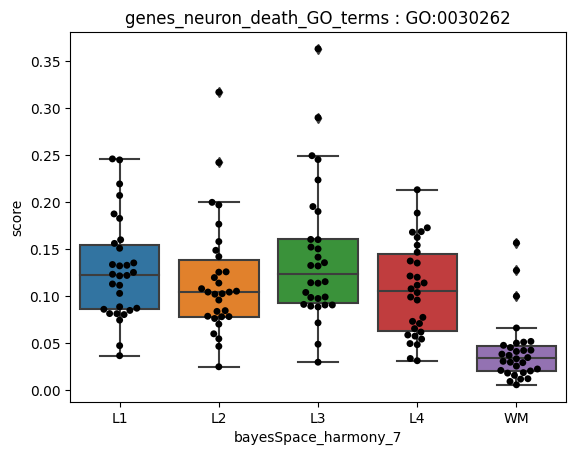 genes_neuron_death_GO_terms : GO:0030262
score
0.35
0.30
0.25
0.20
0.15
0.10
0.05
0.00
L1 L2 L3 L4 WM
bayesSpace_harmony_7